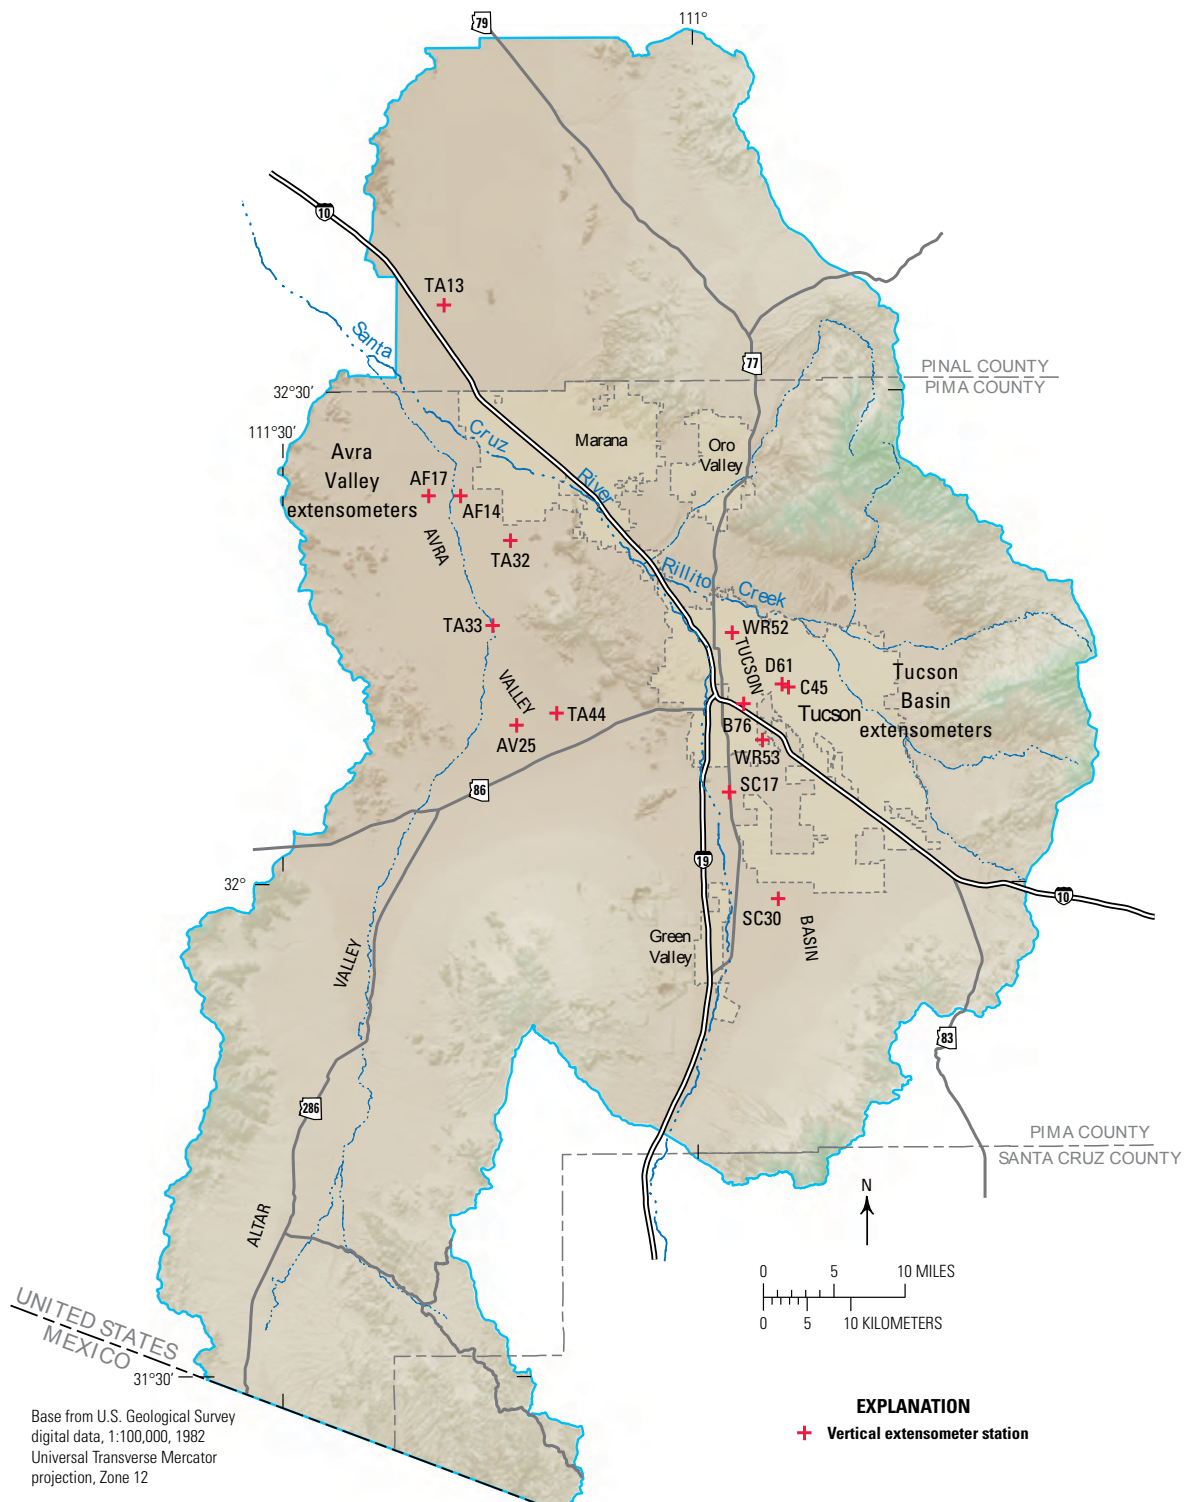 79
111°
10
TA13
Santa
77
PINAL COUNTY
PIMA COUNTY
32°30′
111°30′
Cruz
Marana
Oro
Valley
Avra
Valley
extensometers
AF17
AF14
River
AVRA
TA32
Rillito
Creek
TA33
WR52
TUCSON
D61
C45
Tucson
Basin
extensometers
VALLEY
TA44
AV25
B76
Tucson
WR53
86
SC17
19
32°
10
SC30
BASIN
Green
Valley
VALLEY
83
286
PIMA COUNTY
SANTA CRUZ COUNTY
N
ALTAR
0 5 10 MILES
0 5 10 KILOMETERS
UNITED STATES
MEXICO
31°30′
EXPLANATION
Vertical extensometer station
Base from U.S. Geological Survey
digital data, 1:100,000, 1982
Universal Transverse Mercator
projection, Zone 12